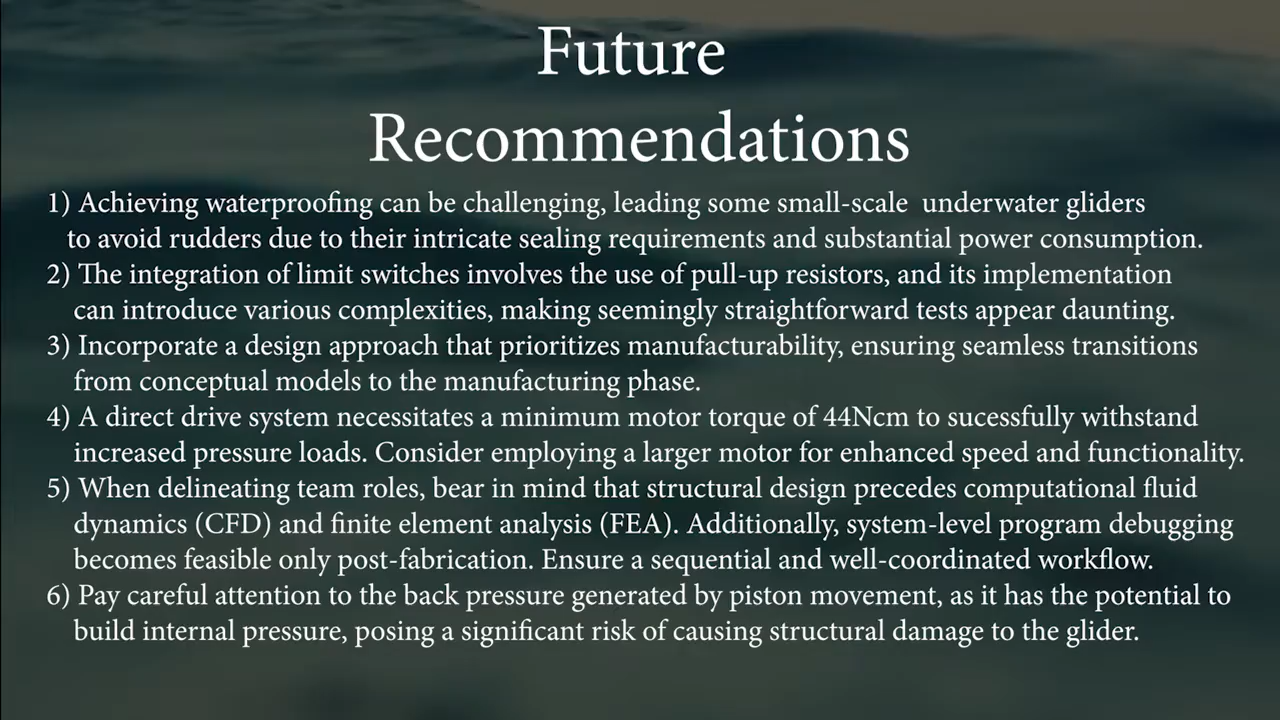 Future
Recommendations
1) Achieving waterproofing can be challenging, leading some small-scale underwater gliders
to avoid rudders due to their intricate sealing requirements and substantial power consumption.
2) The integration of limit switches involves the use of pull-up resistors, and its implementation
can introduce various complexities, making seemingly straightforward tests appear daunting.
3) Incorporate a design approach that prioritizes manufacturability, ensuring seamless transitions
from conceptual models to the manufacturing phase.
4) A direct drive system necessitates a minimum motor torque of 44Ncm to sucessfully withstand
increased pressure loads. Consider employing a larger motor for enhanced speed and functionality.
5) When delineating team roles, bear in mind that structural design precedes computational fluid
dynamics (CFD) and finite element analysis (FEA). Additionally, system-level program debugging
becomes feasible only post-fabrication. Ensure a sequential and well-coordinated workflow.
6) Pay careful attention to the back pressure generated by piston movement, as it has the potential to
build internal pressure, posing a significant risk of causing structural damage to the glider.